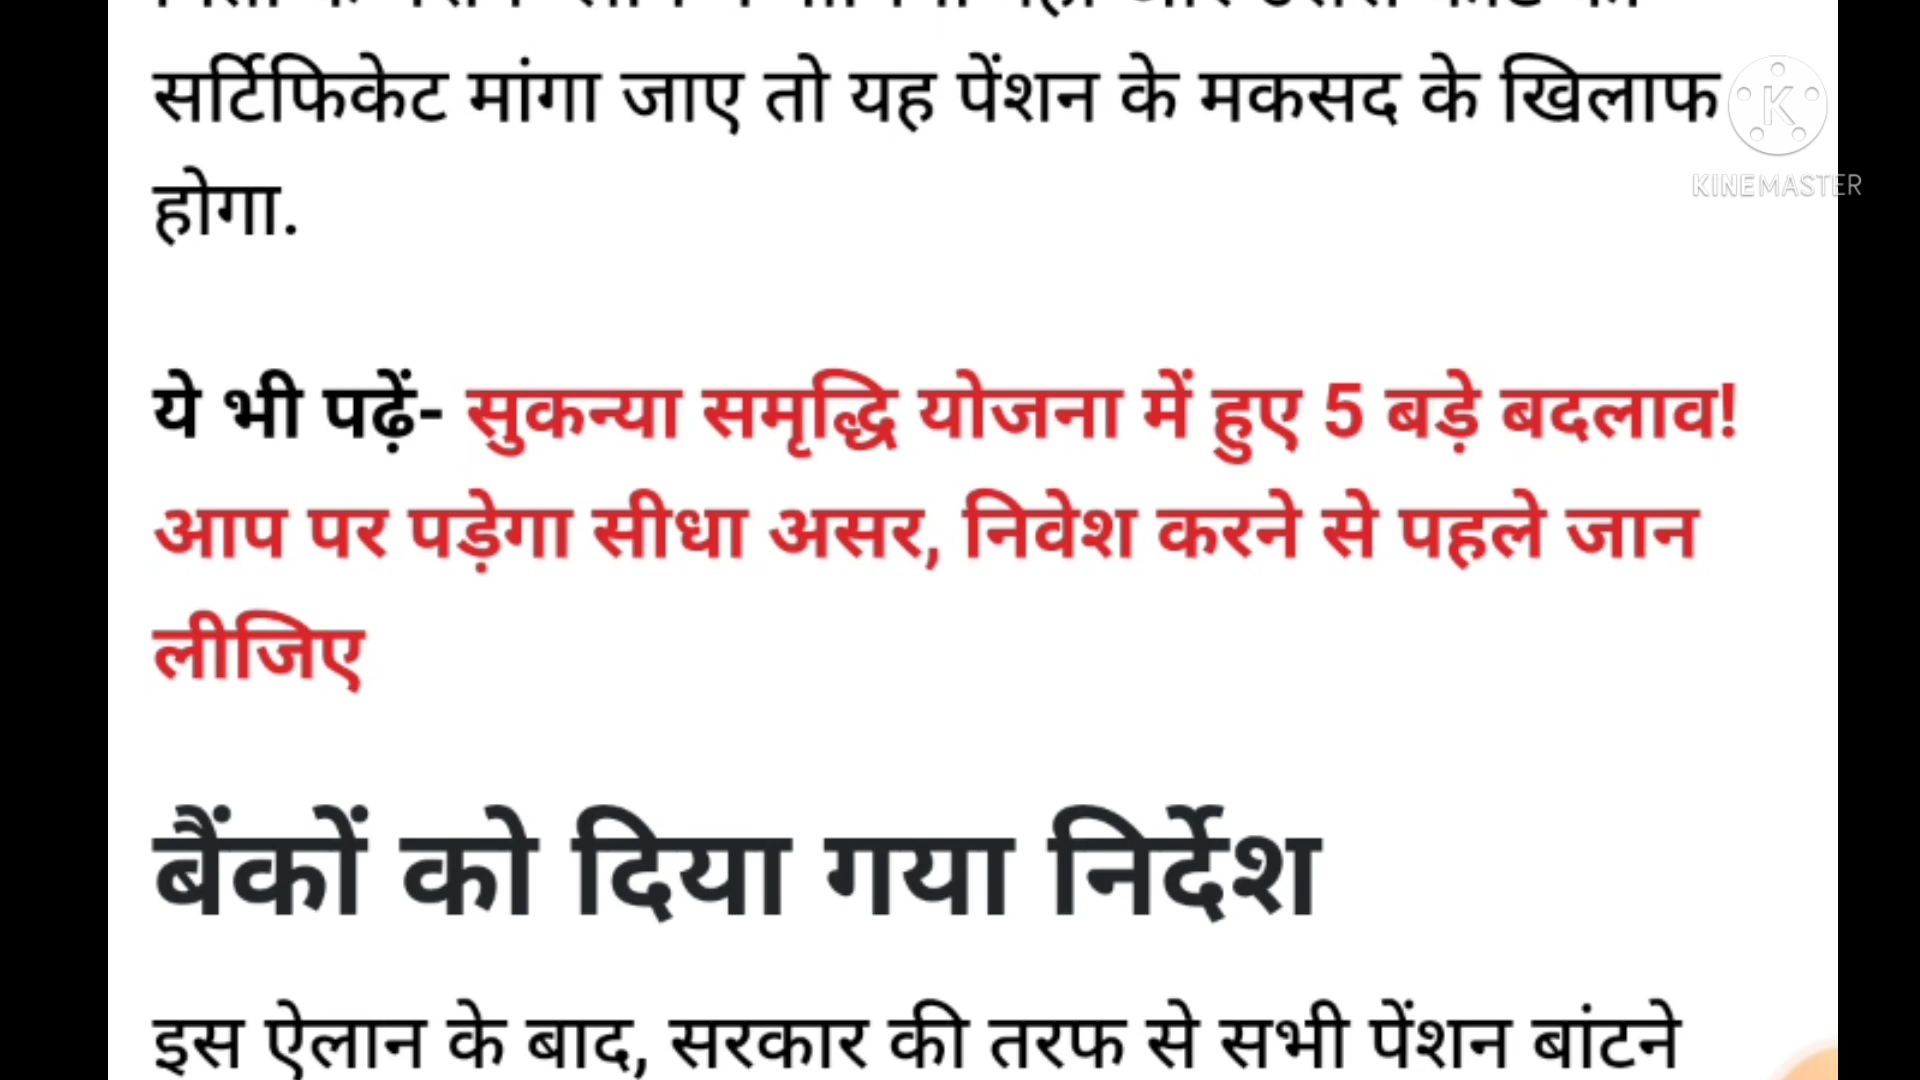 सर्टिफिकेट मांगा जाए तो यह पेंशन के मकसद के खिलाफ
होगा.
K
KINEMASTER
ये भी पढ़ें- सुकन्या समृद्धि योजना में हुए 5 बड़े बदलाव!
आप पर पड़ेगा सीधा असर, निवेश करने से पहले जान
लीजिए
बैंकों को दिया गया निर्देश
इस ऐलान के बाद, सरकार की तरफ से सभी पेंशन बांटने